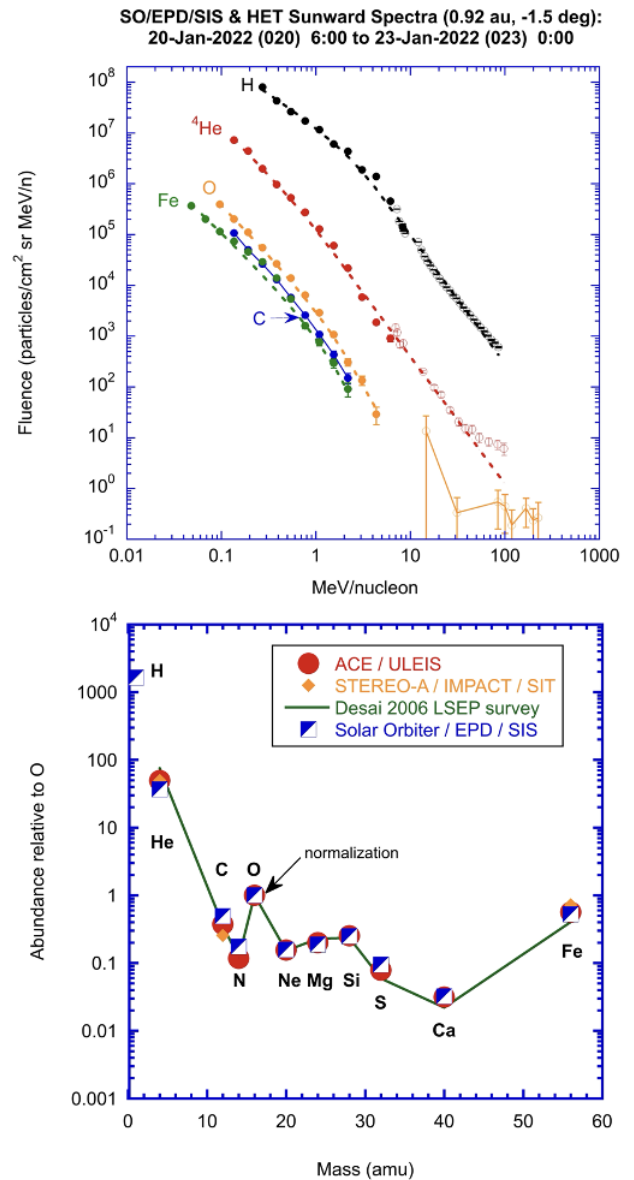 SO/EPD/SIS & HET Sunward Spectra (0.92 au, -1.5 deg):
20-Jan-2022 (020) 6:00 to 23-Jan-2022 (023) 0:00
10^8
10^7
10^6
10^5
10^4
10^3
10^2
10^1
10^0
10^-1
Fluence (particles/cm^2 sr MeV/n)
H
^4He
O
Fe
C
0.01
0.1
1
10
100
1000
MeV/nucleon
10^4
1000
100
10
1
0.1
0.01
0.001
Abundance relative to O
ACE / ULEIS
STEREO-A / IMPACT / SIT
Desai 2006 LSEP survey
Solar Orbiter / EPD / SIS
H
He
C
O
normalization
N
Ne
Mg
Si
S
Ca
Fe
0
10
20
30
40
50
60
Mass (amu)